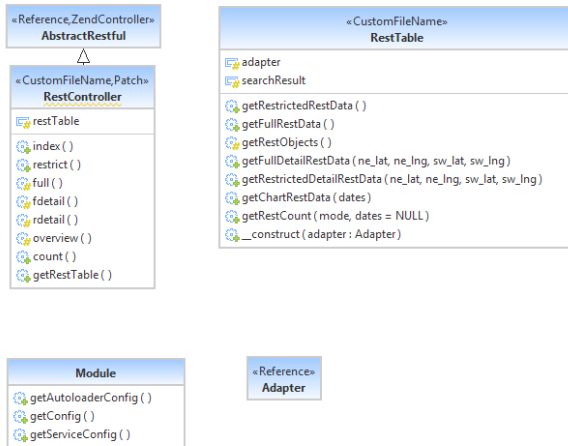 «Reference,ZendController»
AbstractRestful
«CustomFileName,Patch»
RestController
restTable
index ( )
restrict ( )
full ( )
fdetail ( )
rdetail ( )
overview ( )
count ( )
getRestTable ( )
«CustomFileName»
RestTable
adapter
searchResult
getRestrictedRestData ( )
getFullRestData ( )
getRestObjects ( )
getFullDetailRestData ( ne_lat, ne_lng, sw_lat, sw_lng )
getRestrictedDetailRestData ( ne_lat, ne_lng, sw_lat, sw_lng )
getChartRestData ( dates )
getRestCount ( mode, dates = NULL )
__construct ( adapter : Adapter )
Module
getAutoloaderConfig ( )
getConfig ( )
getServiceConfig ( )
«Reference»
Adapter